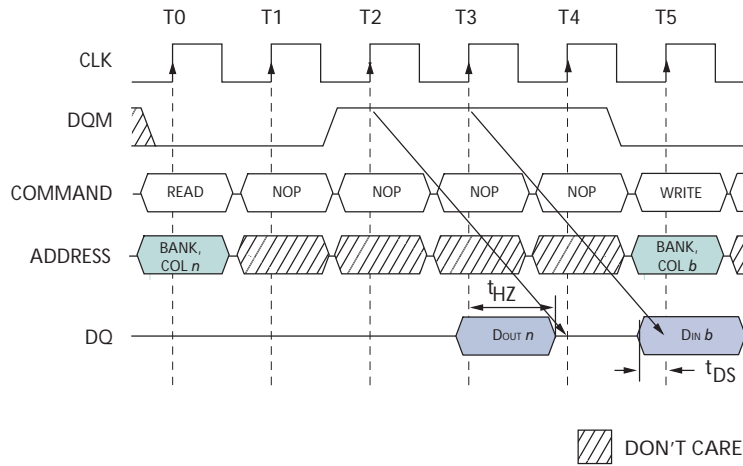 T0 T1 T2 T3 T4 T5
CLK
DQM
COMMAND READ NOP NOP NOP NOP WRITE
ADDRESS BANK, COL n BANK, COL b
tHZ
DQ DOUT n DIN b
tDS
DON'T CARE